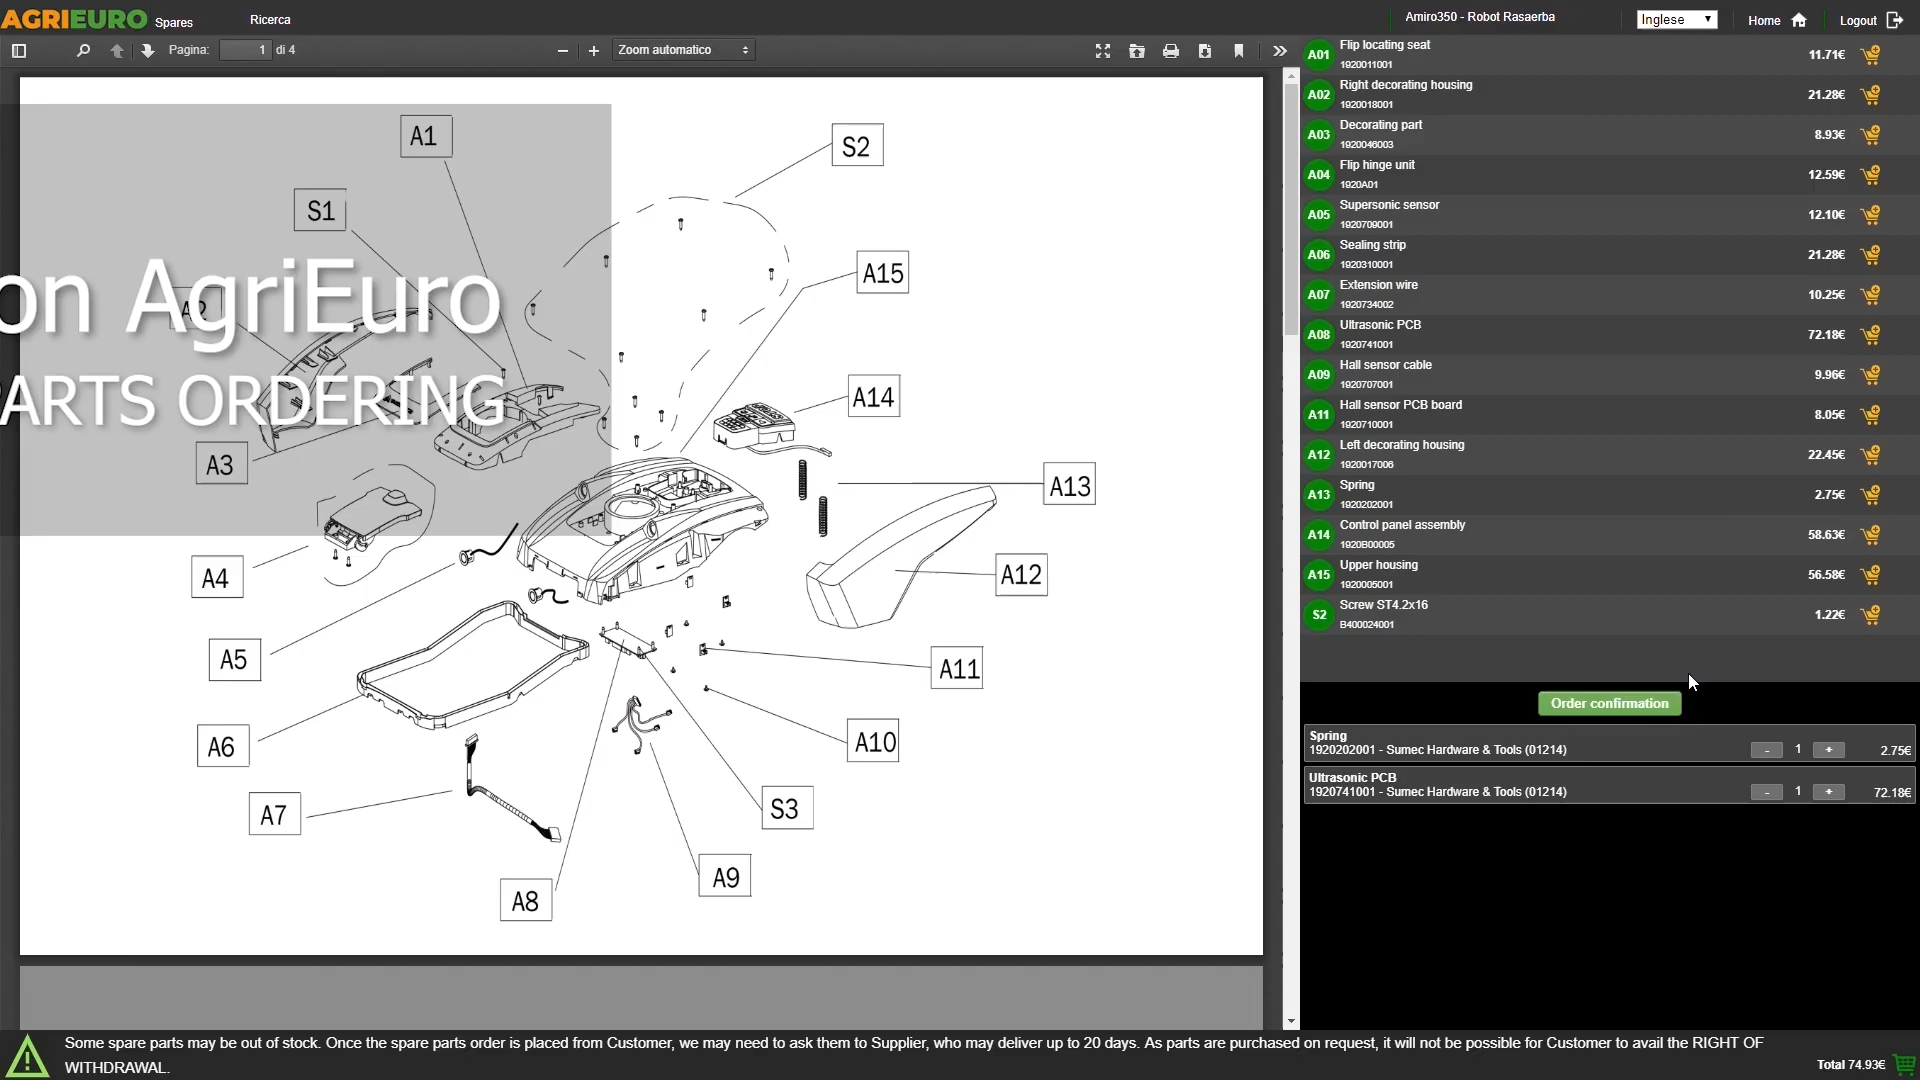 AGRIEURO Spares
Ricerca
Amiro350 - Robot Rasaerba
Inglese
Home
Logout
Pagina: 1 di 4
Zoom automatico
A1
S2
S1
A15
on AgriEuro
A2
PARTS ORDERING
A14
A3
A13
A4
A12
A5
A11
A6
A10
A7
S3
A9
A8
A01 Flip locating seat 11.71€
1920011001
A02 Right decorating housing 21.28€
1920018001
A03 Decorating part 8.93€
1920046003
A04 Flip hinge unit 12.59€
1920A01
A05 Supersonic sensor 12.10€
1920709001
A06 Sealing strip 21.28€
1920310001
A07 Extension wire 10.25€
1920734002
A08 Ultrasonic PCB 72.18€
1920741001
A09 Hall sensor cable 9.96€
1920707001
A11 Hall sensor PCB board 8.05€
1920710001
A12 Left decorating housing 22.45€
1920017006
A13 Spring 2.75€
1920202001
A14 Control panel assembly 58.63€
1920B00005
A15 Upper housing 56.58€
1920005001
S2 Screw ST4.2x16 1.22€
B400024001
Order confirmation
Spring
1920202001 - Sumec Hardware & Tools (01214) - 1 + 2.75€
Ultrasonic PCB
1920741001 - Sumec Hardware & Tools (01214) - 1 + 72.18€
Some spare parts may be out of stock. Once the spare parts order is placed from Customer, we may need to ask them to Supplier, who may deliver up to 20 days. As parts are purchased on request, it will not be possible for Customer to avail the RIGHT OF
WITHDRAWAL.
Total 74.93€